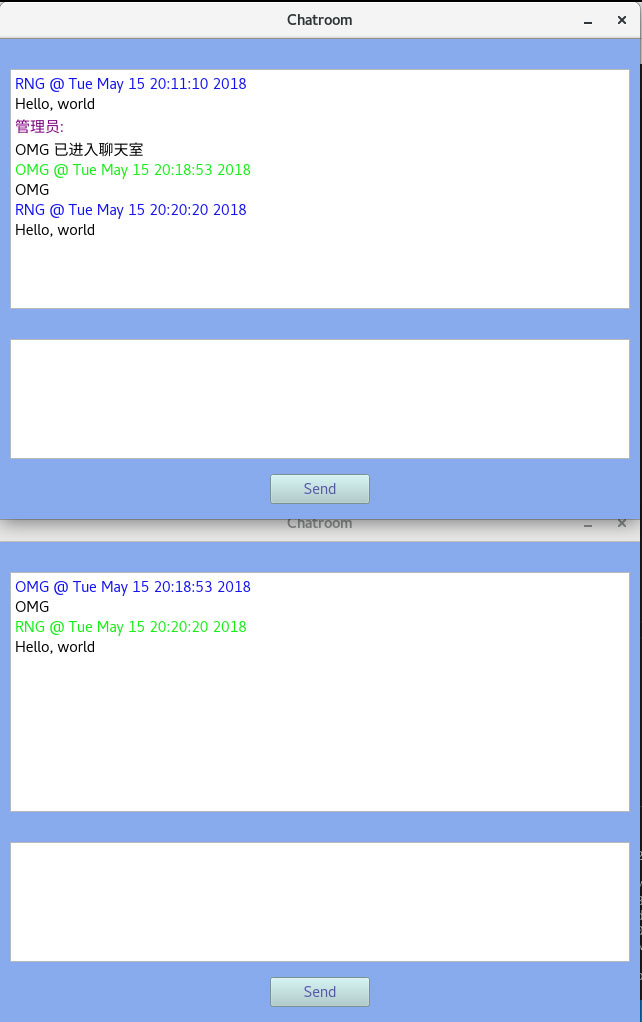 Chatroom
RNG @ Tue May 15 20:11:10 2018
Hello, world
管理员:
OMG 已进入聊天室
OMG @ Tue May 15 20:18:53 2018
OMG
RNG @ Tue May 15 20:20:20 2018
Hello, world
Send
Chatroom
OMG @ Tue May 15 20:18:53 2018
OMG
RNG @ Tue May 15 20:20:20 2018
Hello, world
Send